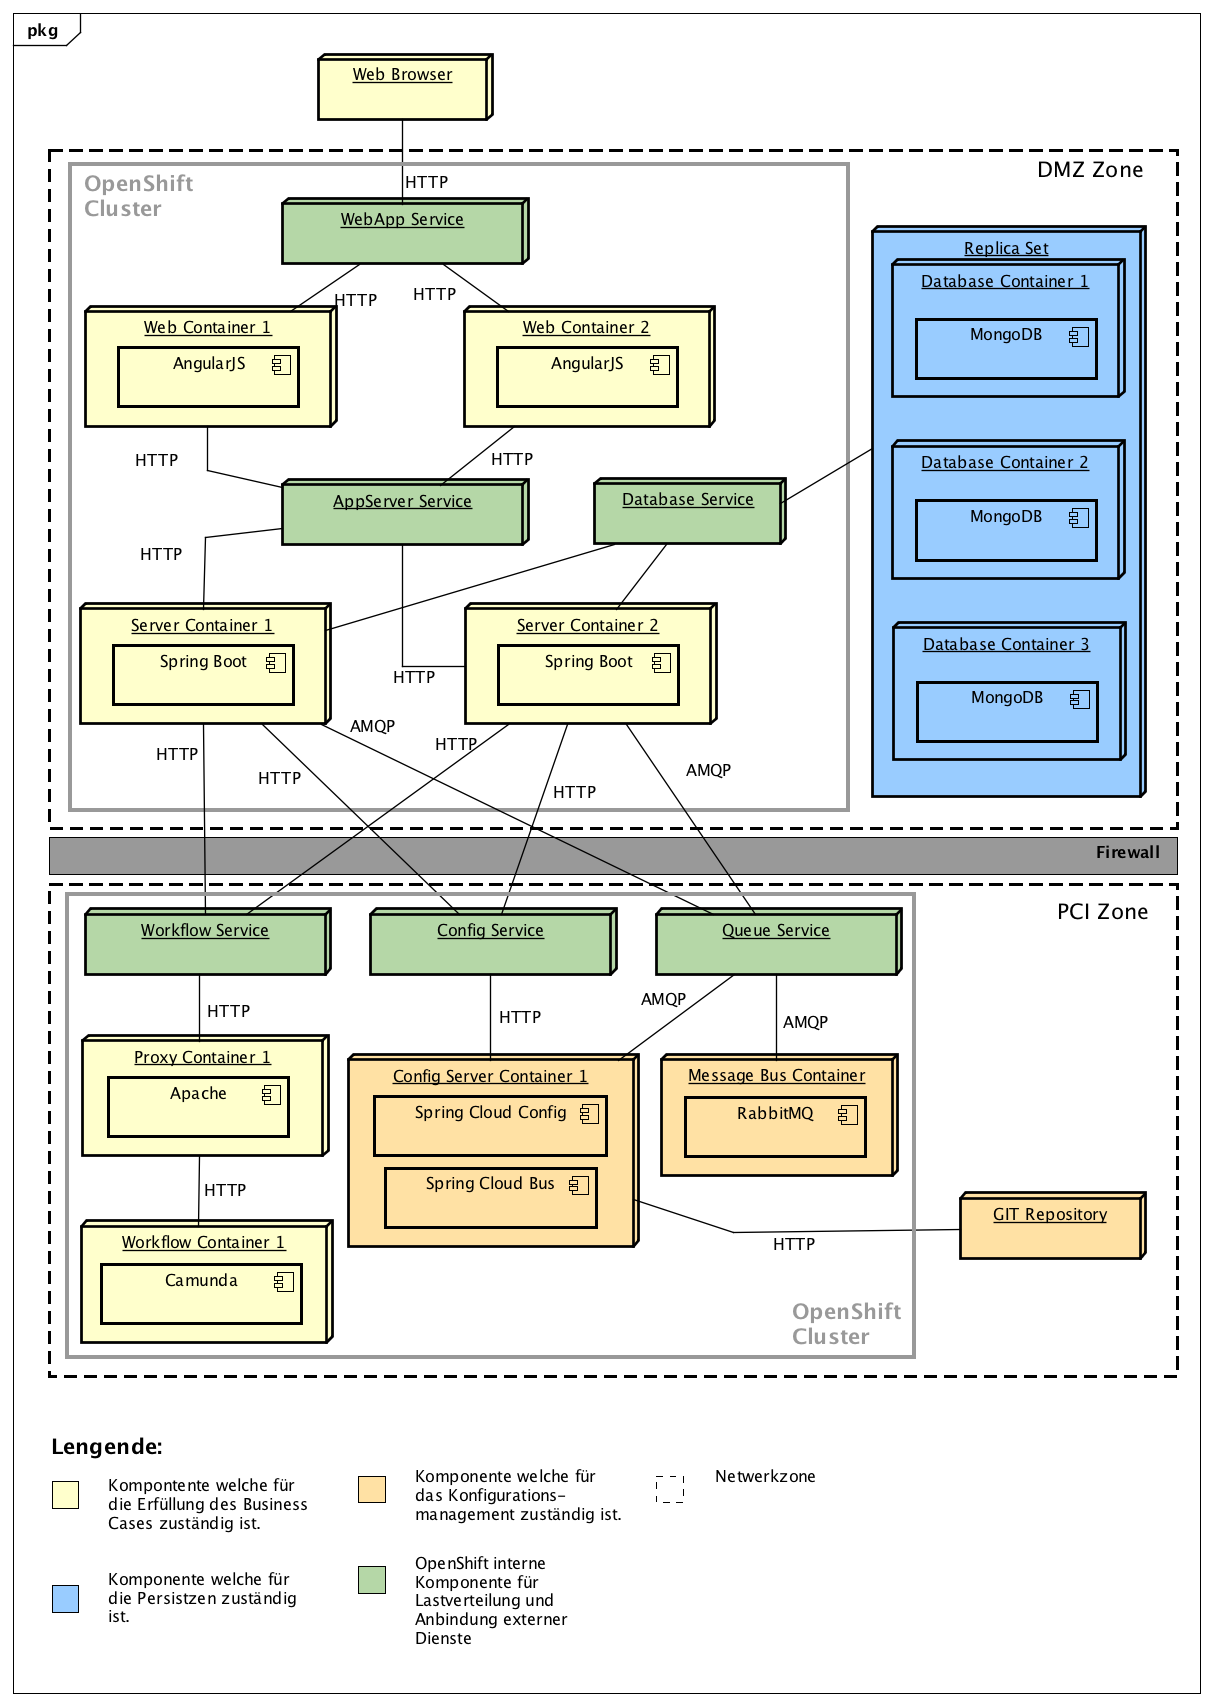 pkg
Web Browser
HTTP
DMZ Zone
OpenShift
Cluster
WebApp Service
HTTP
HTTP
Replica Set
Database Container 1
MongoDB
Web Container 1
AngularJS
Web Container 2
AngularJS
HTTP
HTTP
Database Container 2
MongoDB
AppServer Service
Database Service
HTTP
Server Container 1
Spring Boot
Server Container 2
Spring Boot
HTTP
Database Container 3
MongoDB
HTTP
HTTP
AMQP
HTTP
HTTP
AMQP
Firewall
PCI Zone
Workflow Service
Config Service
Queue Service
HTTP
HTTP
AMQP
AMQP
Proxy Container 1
Apache
Config Server Container 1
Spring Cloud Config
Spring Cloud Bus
Message Bus Container
RabbitMQ
HTTP
Workflow Container 1
Camunda
GIT Repository
HTTP
OpenShift
Cluster
Lengende:
Kompontente welche für
die Erfüllung des Business
Cases zuständig ist.
Komponente welche für
das Konfigurations-
management zuständig ist.
Netwerkzone
Komponente welche für
die Persistzen zuständig
ist.
OpenShift interne
Komponente für
Lastverteilung und
Anbindung externer
Dienste